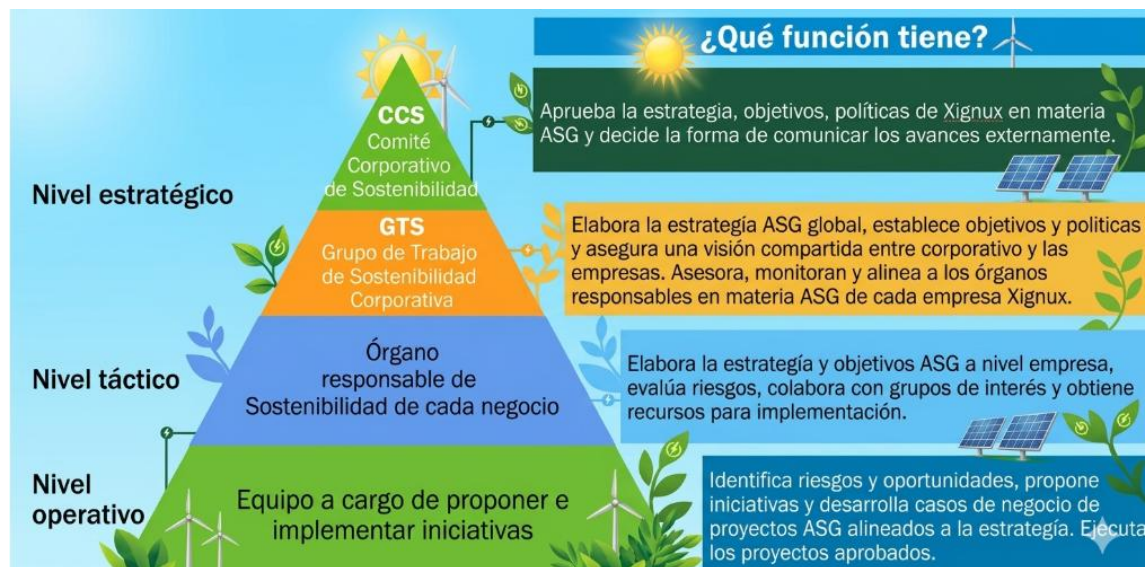 ¿Qué función tiene?
CCS
Comité
Corporativo
de Sostenibilidad
Aprueba la estrategia, objetivos, políticas de Xignux en materia
ASG y decide la forma de comunicar los avances externamente.
Nivel estratégico
GTS
Grupo de Trabajo
de Sostenibilidad
Corporativa
Elabora la estrategía ASG global, establece objetivos y politicas
y asegura una visión compartida entre corporativo y las
empresas. Asesora, monitoran y alinea a los órganos
responsables en materia ASG de cada empresa Xignux.
Nivel táctico
Órgano
responsable de
Sostenibilidad de cada negocio
Elabora la estrategía y objetivos ASG a nivel empresa,
evalúa riesgos, colabora con grupos de interés y obtiene
recursos para implementación.
Nivel
operativo
Equipo a cargo de proponer e
implementar iniciativas
Identifica riesgos y oportunidades, propone
iniciativas y desarrolla casos de negocio de
proyectos ASG alineados a la estrategía. Ejecuta
los proyectos aprobados.